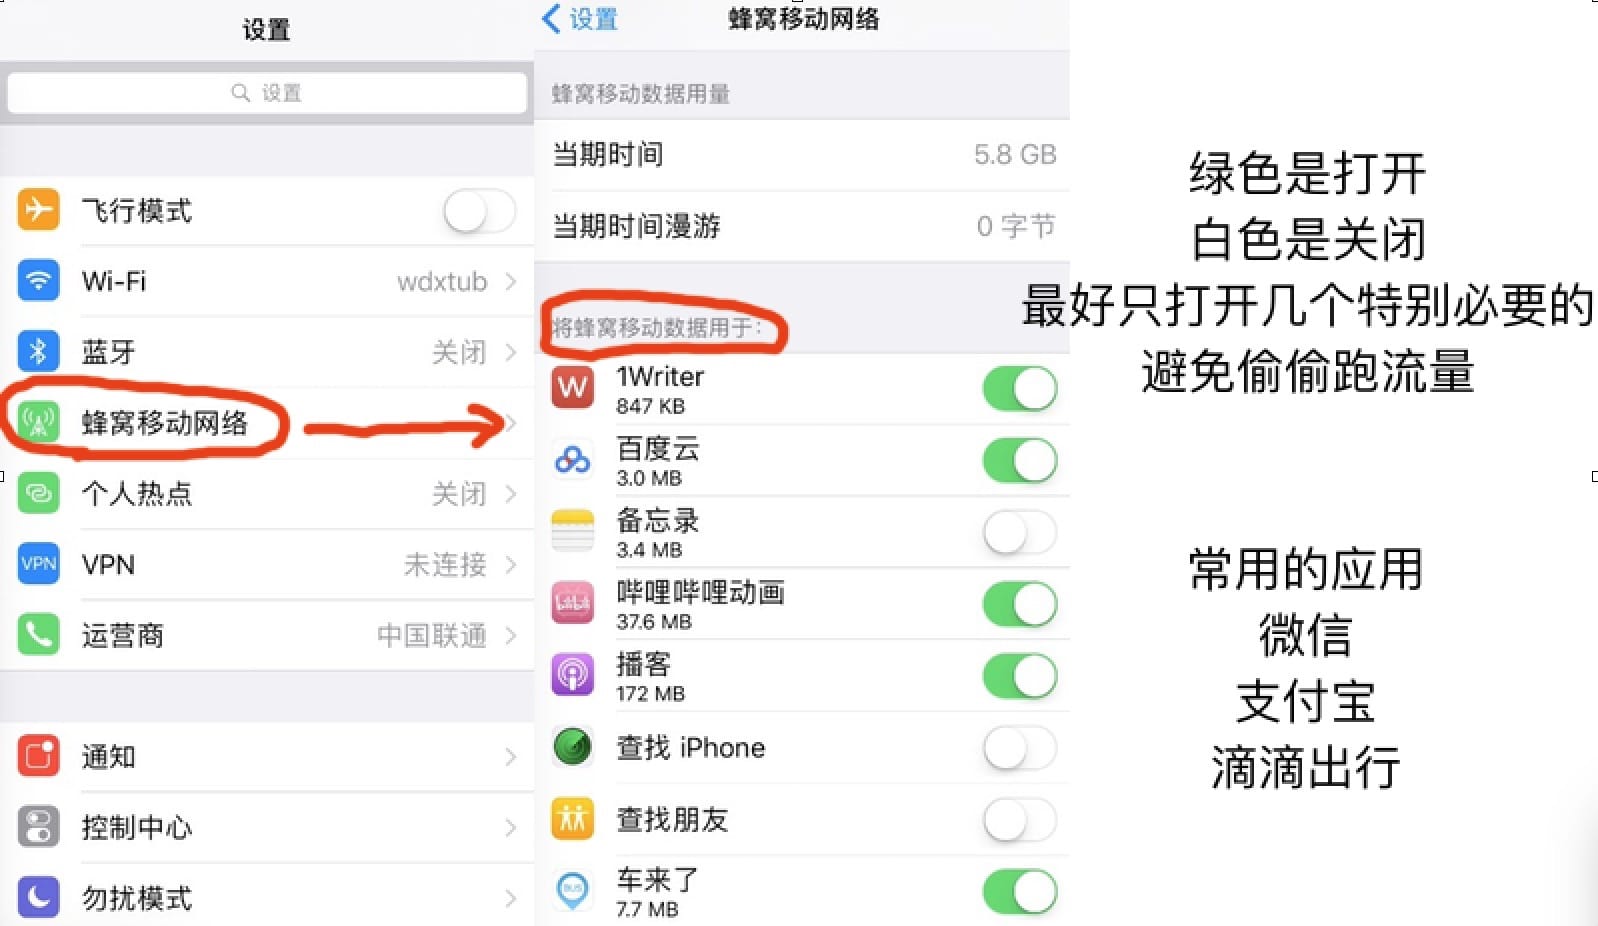 设置
设置
飞行模式
Wi-Fi wdxtub
蓝牙 关闭
蜂窝移动网络
个人热点 关闭
VPN VPN 未连接
运营商 中国联通
通知
控制中心
勿扰模式
设置 蜂窝移动网络
蜂窝移动数据用量
当期时间 5.8 GB
当期时间漫游 0 字节
将蜂窝移动数据用于:
W 1Writer
847 KB
百度云
3.0 MB
备忘录
3.4 MB
bilibili 哔哩哔哩动画
37.6 MB
播客
172 MB
查找 iPhone
查找朋友
BUS 车来了
7.7 MB
绿色是打开
白色是关闭
最好只打开几个特别必要的
避免偷偷跑流量
常用的应用
微信
支付宝
滴滴出行